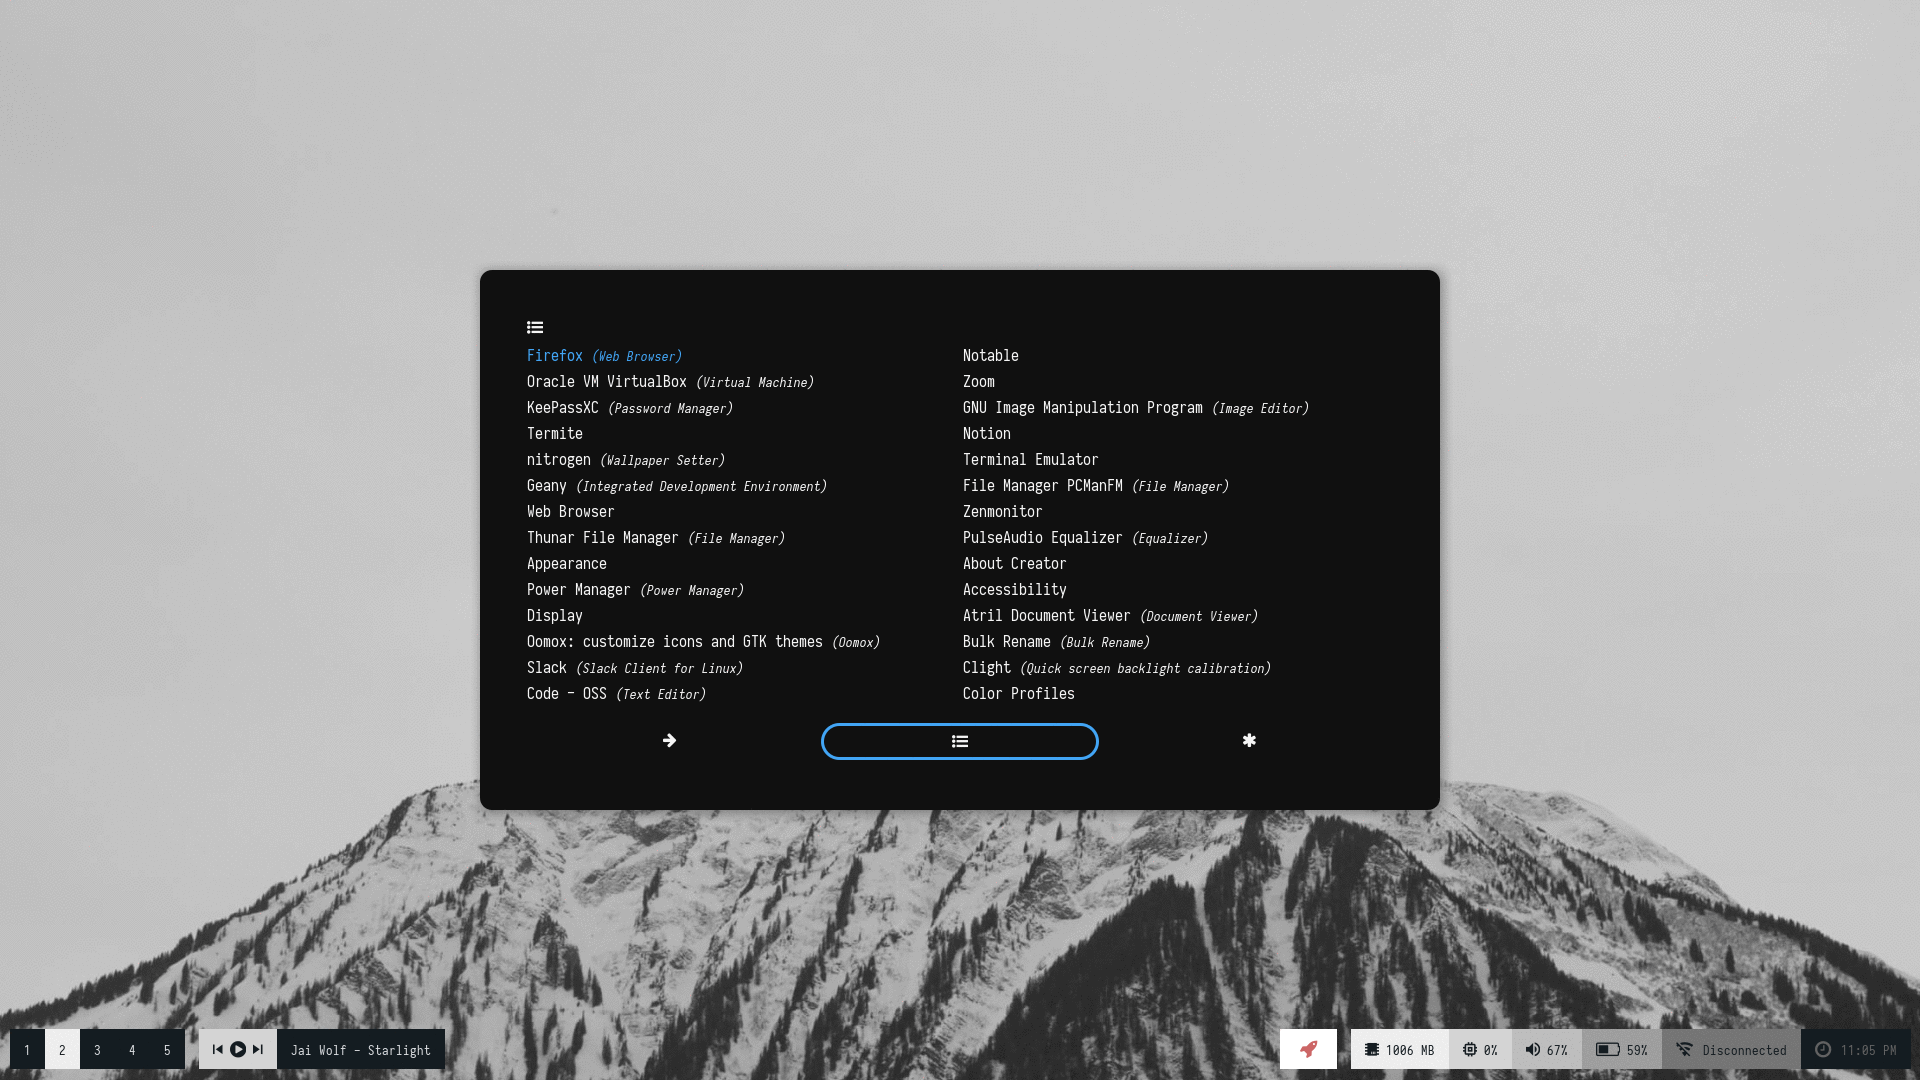 Firefox (Web Browser)
Oracle VM VirtualBox (Virtual Machine)
KeePassXC (Password Manager)
Termite
nitrogen (Wallpaper Setter)
Geany (Integrated Development Environment)
Web Browser
Thunar File Manager (File Manager)
Appearance
Power Manager (Power Manager)
Display
Oomox: customize icons and GTK themes (Oomox)
Slack (Slack Client for Linux)
Code - OSS (Text Editor)
Notable
Zoom
GNU Image Manipulation Program (Image Editor)
Notion
Terminal Emulator
File Manager PCManFM (File Manager)
Zenmonitor
PulseAudio Equalizer (Equalizer)
About Creator
Accessibility
Atril Document Viewer (Document Viewer)
Bulk Rename (Bulk Rename)
Clight (Quick screen backlight calibration)
Color Profiles
1 2 3 4 5
Jai Wolf - Starlight
1006 MB
0%
67%
59%
Disconnected
11:05 PM